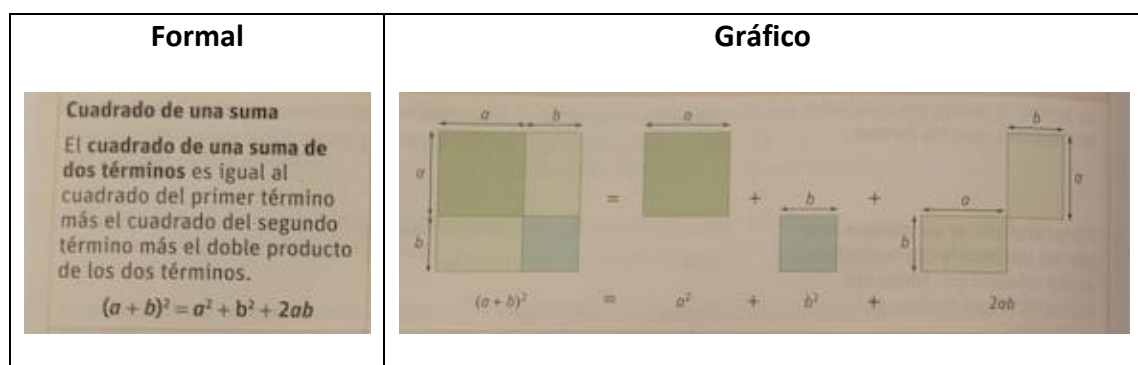 Formal
Gráfico
Cuadrado de una suma
El cuadrado de una suma de
dos términos es igual al
cuadrado del primer término
más el cuadrado del segundo
término más el doble producto
de los dos términos.
(a + b)² = a² + b² + 2ab
a b a b
a a
b a
b b
(a + b)² = a² + b² + 2ab